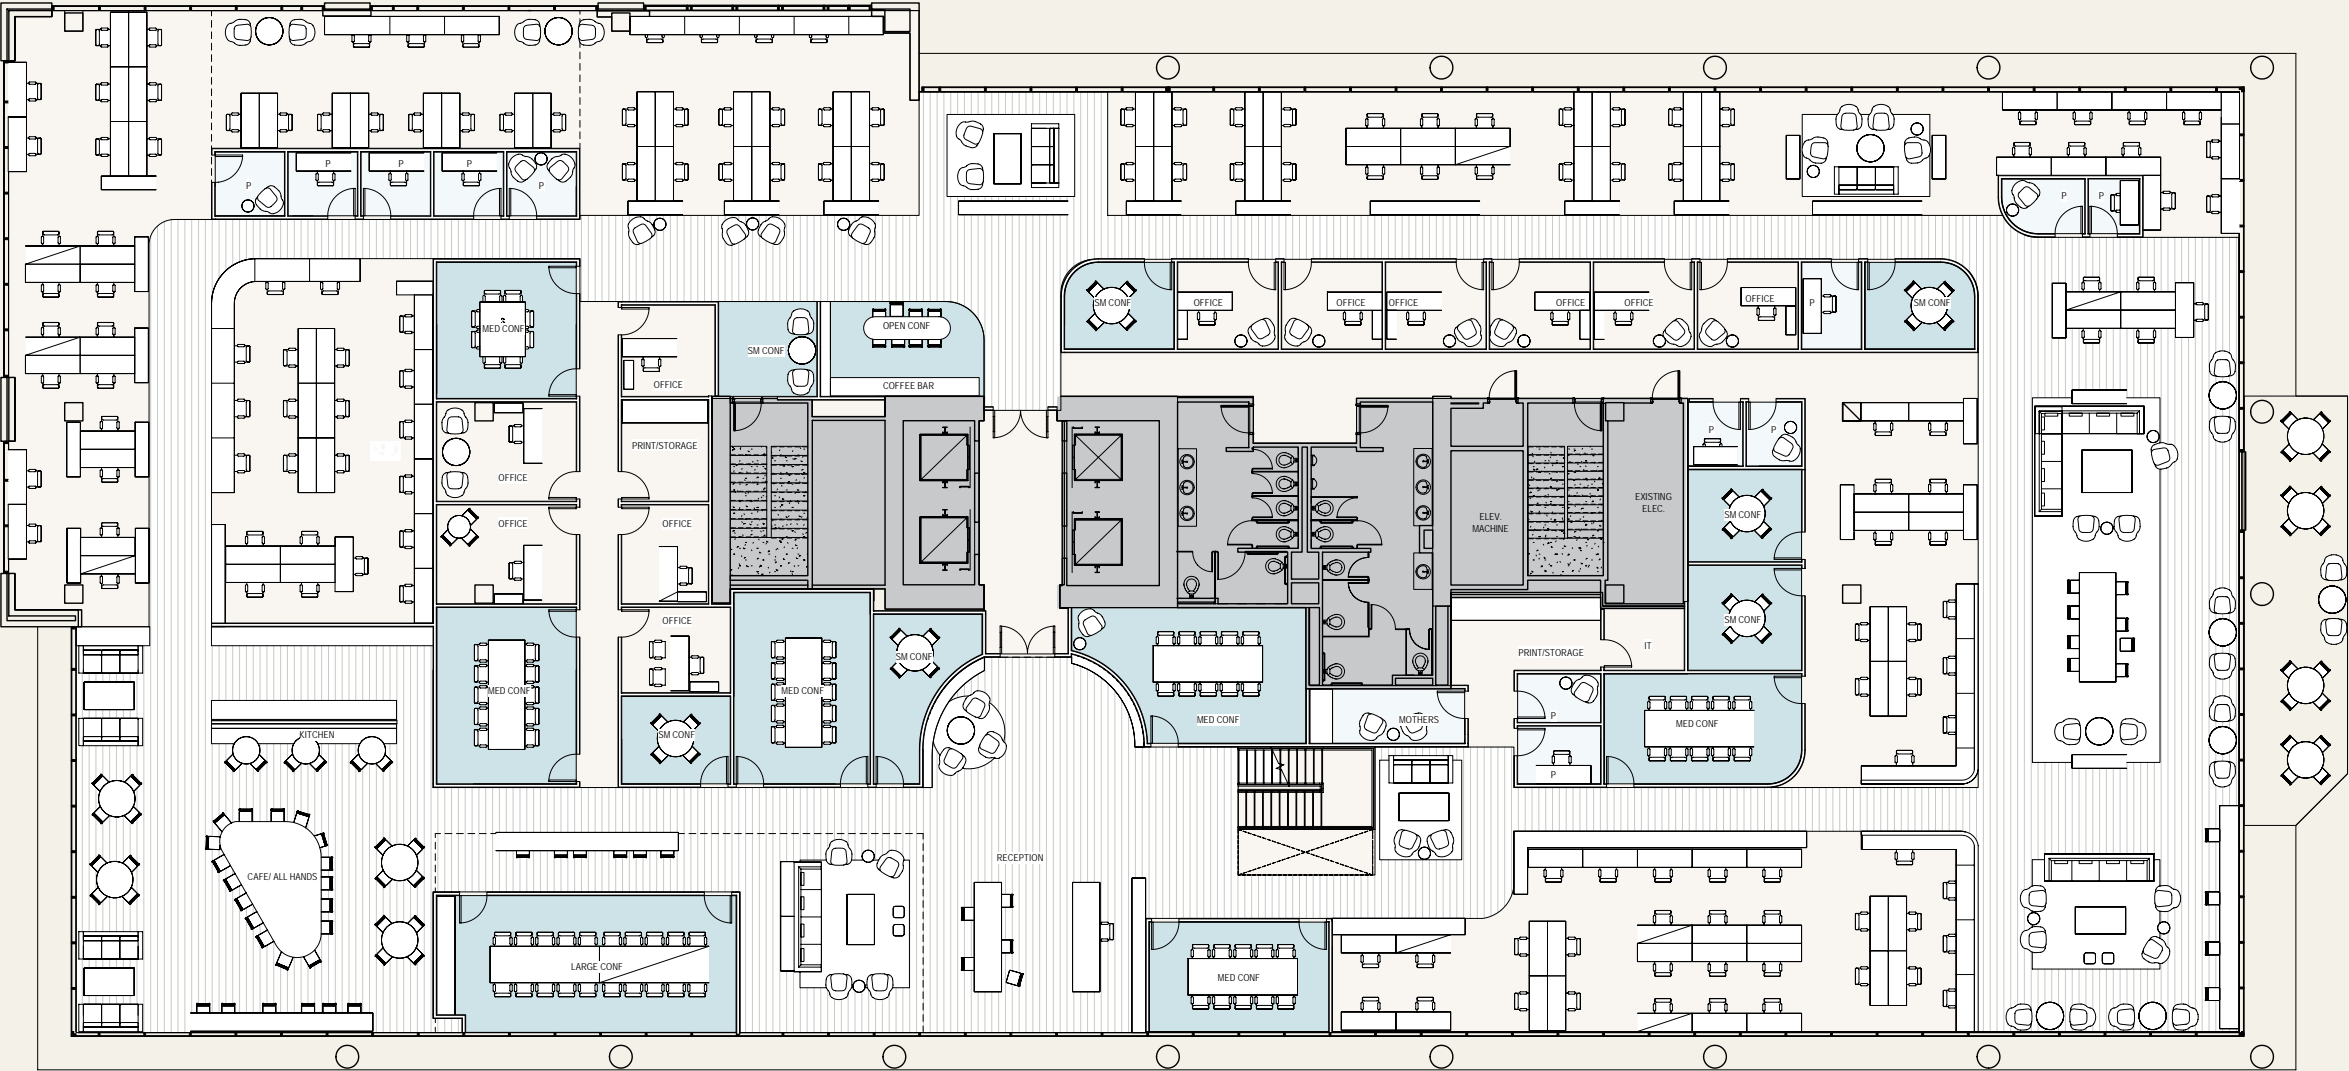 P
P
P
P
P
P
P
MED CONF
SM CONF
OPEN CONF
COFFEE BAR
OFFICE
SM CONF
OFFICE
OFFICE
OFFICE
OFFICE
OFFICE
OFFICE
P
SM CONF
OFFICE
PRINT/STORAGE
P
P
OFFICE
OFFICE
ELEV.
MACHINE
EXISTING
ELEC.
SM CONF
OFFICE
SM CONF
PRINT/STORAGE
IT
MED CONF
MED CONF
SM CONF
SM CONF
MED CONF
MOTHERS
P
P
MED CONF
KITCHEN
CAFE/ ALL HANDS
RECEPTION
LARGE CONF
MED CONF